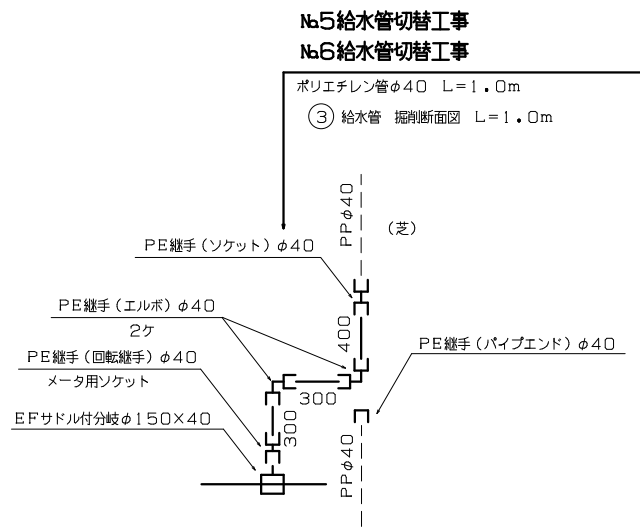 №5給水管切替工事
№6給水管切替工事
ポリエチレン管φ40 L=1.0m
③ 給水管 掘削断面図 L=1.0m
PPφ40
(芝)
PE継手(ソケット)φ40
PE継手(エルボ)φ40
2ケ
400
PE継手(パイプエンド)φ40
PE継手(回転継手)φ40
メータ用ソケット
300
300
EFサドル付分岐φ150×40
PPφ40